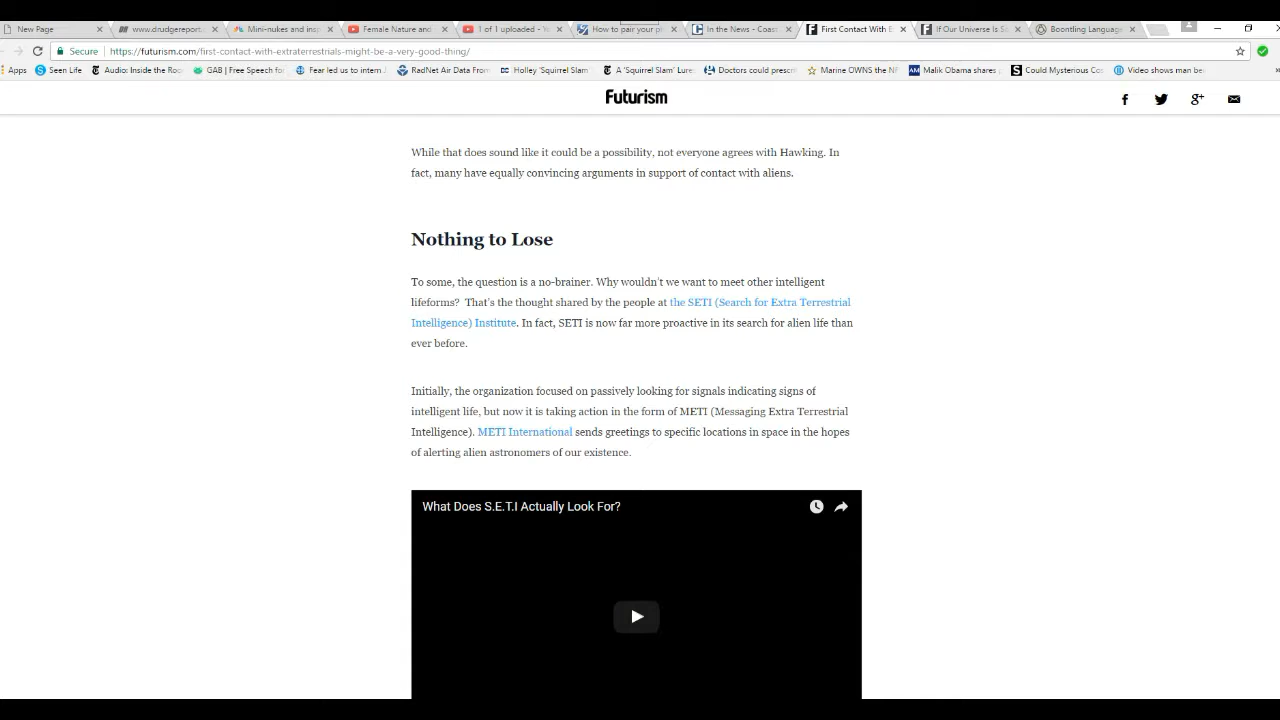 New Page
www.drudgereport
Mini-nukes and insp
Female Nature and
1 of 1 uploaded - Yo
How to pair your p
In the News - Coast
First Contact With E
If Our Universe Is So
Boontling Language
Secure
https://futurism.com/first-contact-with-extraterrestrials-might-be-a-very-good-thing/
Apps
Seen Life
Audio: Inside the Roo
GAB | Free Speech for
Fear led us to intern J
RadNet Air Data From
Holley 'Squirrel Slam'
A 'Squirrel Slam' Lure
Doctors could prescri
Marine OWNS the NF
Malik Obama shares
Could Mysterious Co
Video shows man be
Futurism
While that does sound like it could be a possibility, not everyone agrees with Hawking. In
fact, many have equally convincing arguments in support of contact with aliens.
Nothing to Lose
To some, the question is a no-brainer. Why wouldn't we want to meet other intelligent
lifeforms? That's the thought shared by the people at the SETI (Search for Extra Terrestrial
Intelligence) Institute. In fact, SETI is now far more proactive in its search for alien life than
ever before.
Initially, the organization focused on passively looking for signals indicating signs of
intelligent life, but now it is taking action in the form of METI (Messaging Extra Terrestrial
Intelligence). METI International sends greetings to specific locations in space in the hopes
of alerting alien astronomers of our existence.
What Does S.E.T.I Actually Look For?